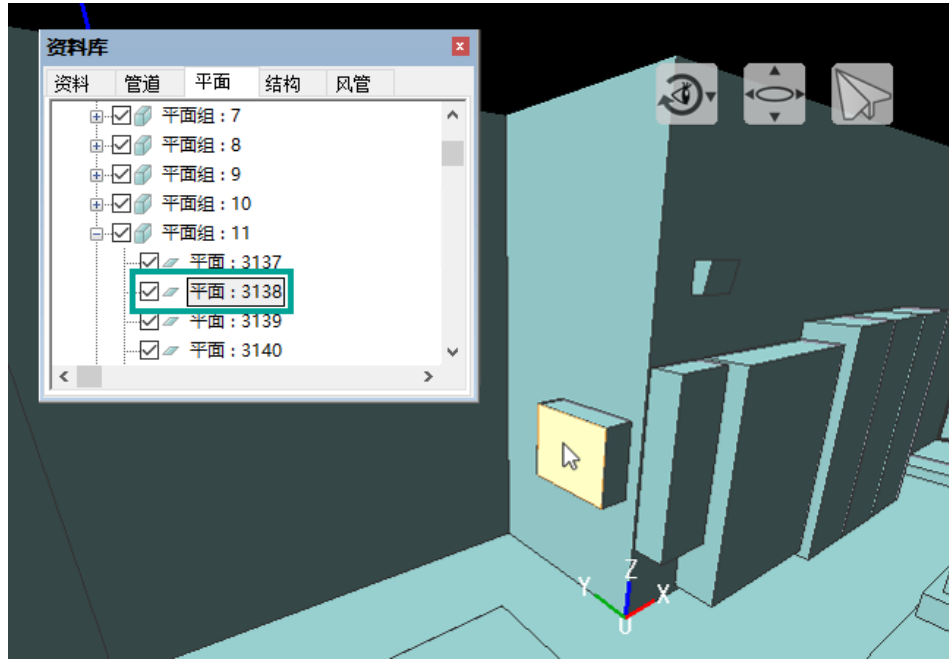 资料库
资料 管道 平面 结构 风管
平面组 : 7
平面组 : 8
平面组 : 9
平面组 : 10
平面组 : 11
平面 : 3137
平面 : 3138
平面 : 3139
平面 : 3140
Z
Y X
U